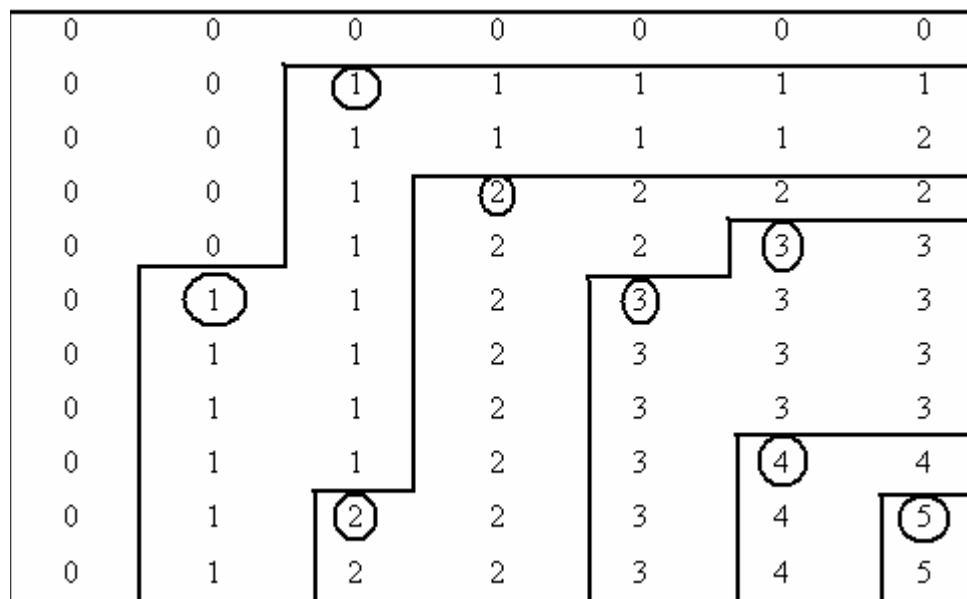 0 0 0 0 0 0 0
0 0 1 1 1 1 1
0 0 1 1 1 1 2
0 0 1 2 2 2 2
0 0 1 2 2 3 3
0 1 1 2 3 3 3
0 1 1 2 3 3 3
0 1 1 2 3 3 3
0 1 1 2 3 4 4
0 1 2 2 3 4 5
0 1 2 2 3 4 5